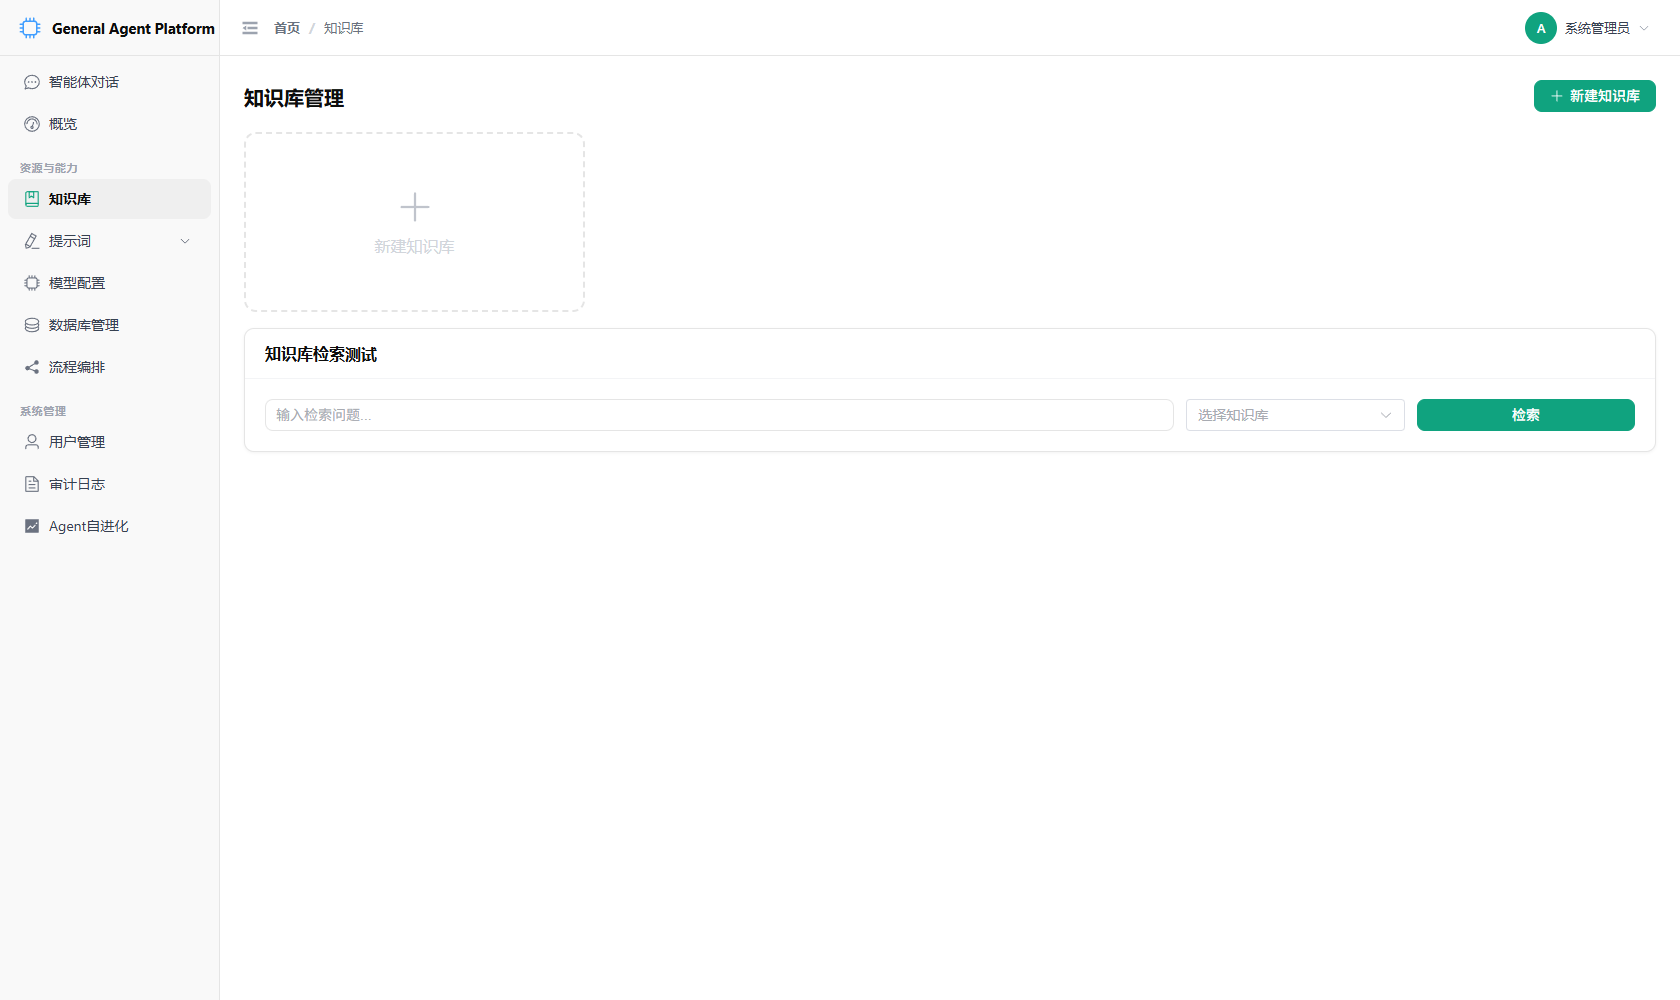 General Agent Platform
首页 / 知识库
A 系统管理员
智能体对话
概览
资源与能力
知识库
提示词
模型配置
数据库管理
流程编排
系统管理
用户管理
审计日志
Agent自进化
知识库管理
新建知识库
新建知识库
知识库检索测试
输入检索问题...
选择知识库
检索